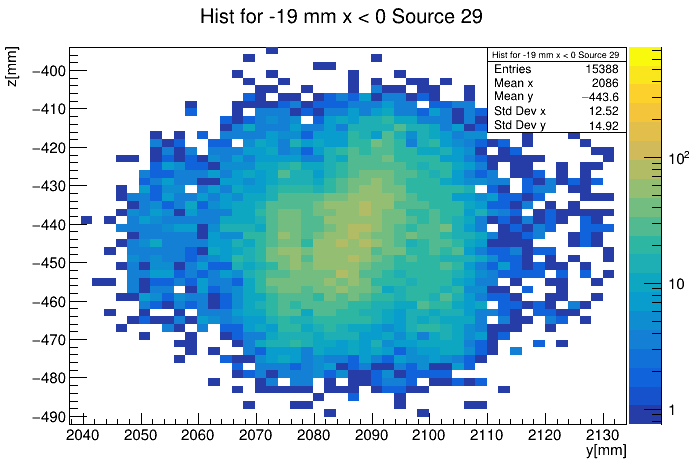 Hist for -19 mm x < 0 Source 29
z[mm]
Hist for -19 mm x < 0 Source 29
Entries 15388
Mean x 2086
Mean y −443.6
Std Dev x 12.52
Std Dev y 14.92
−400
−410
−420
−430
−440
−450
−460
−470
−480
−490
10²
10
1
2040 2050 2060 2070 2080 2090 2100 2110 2120 2130
y[mm]